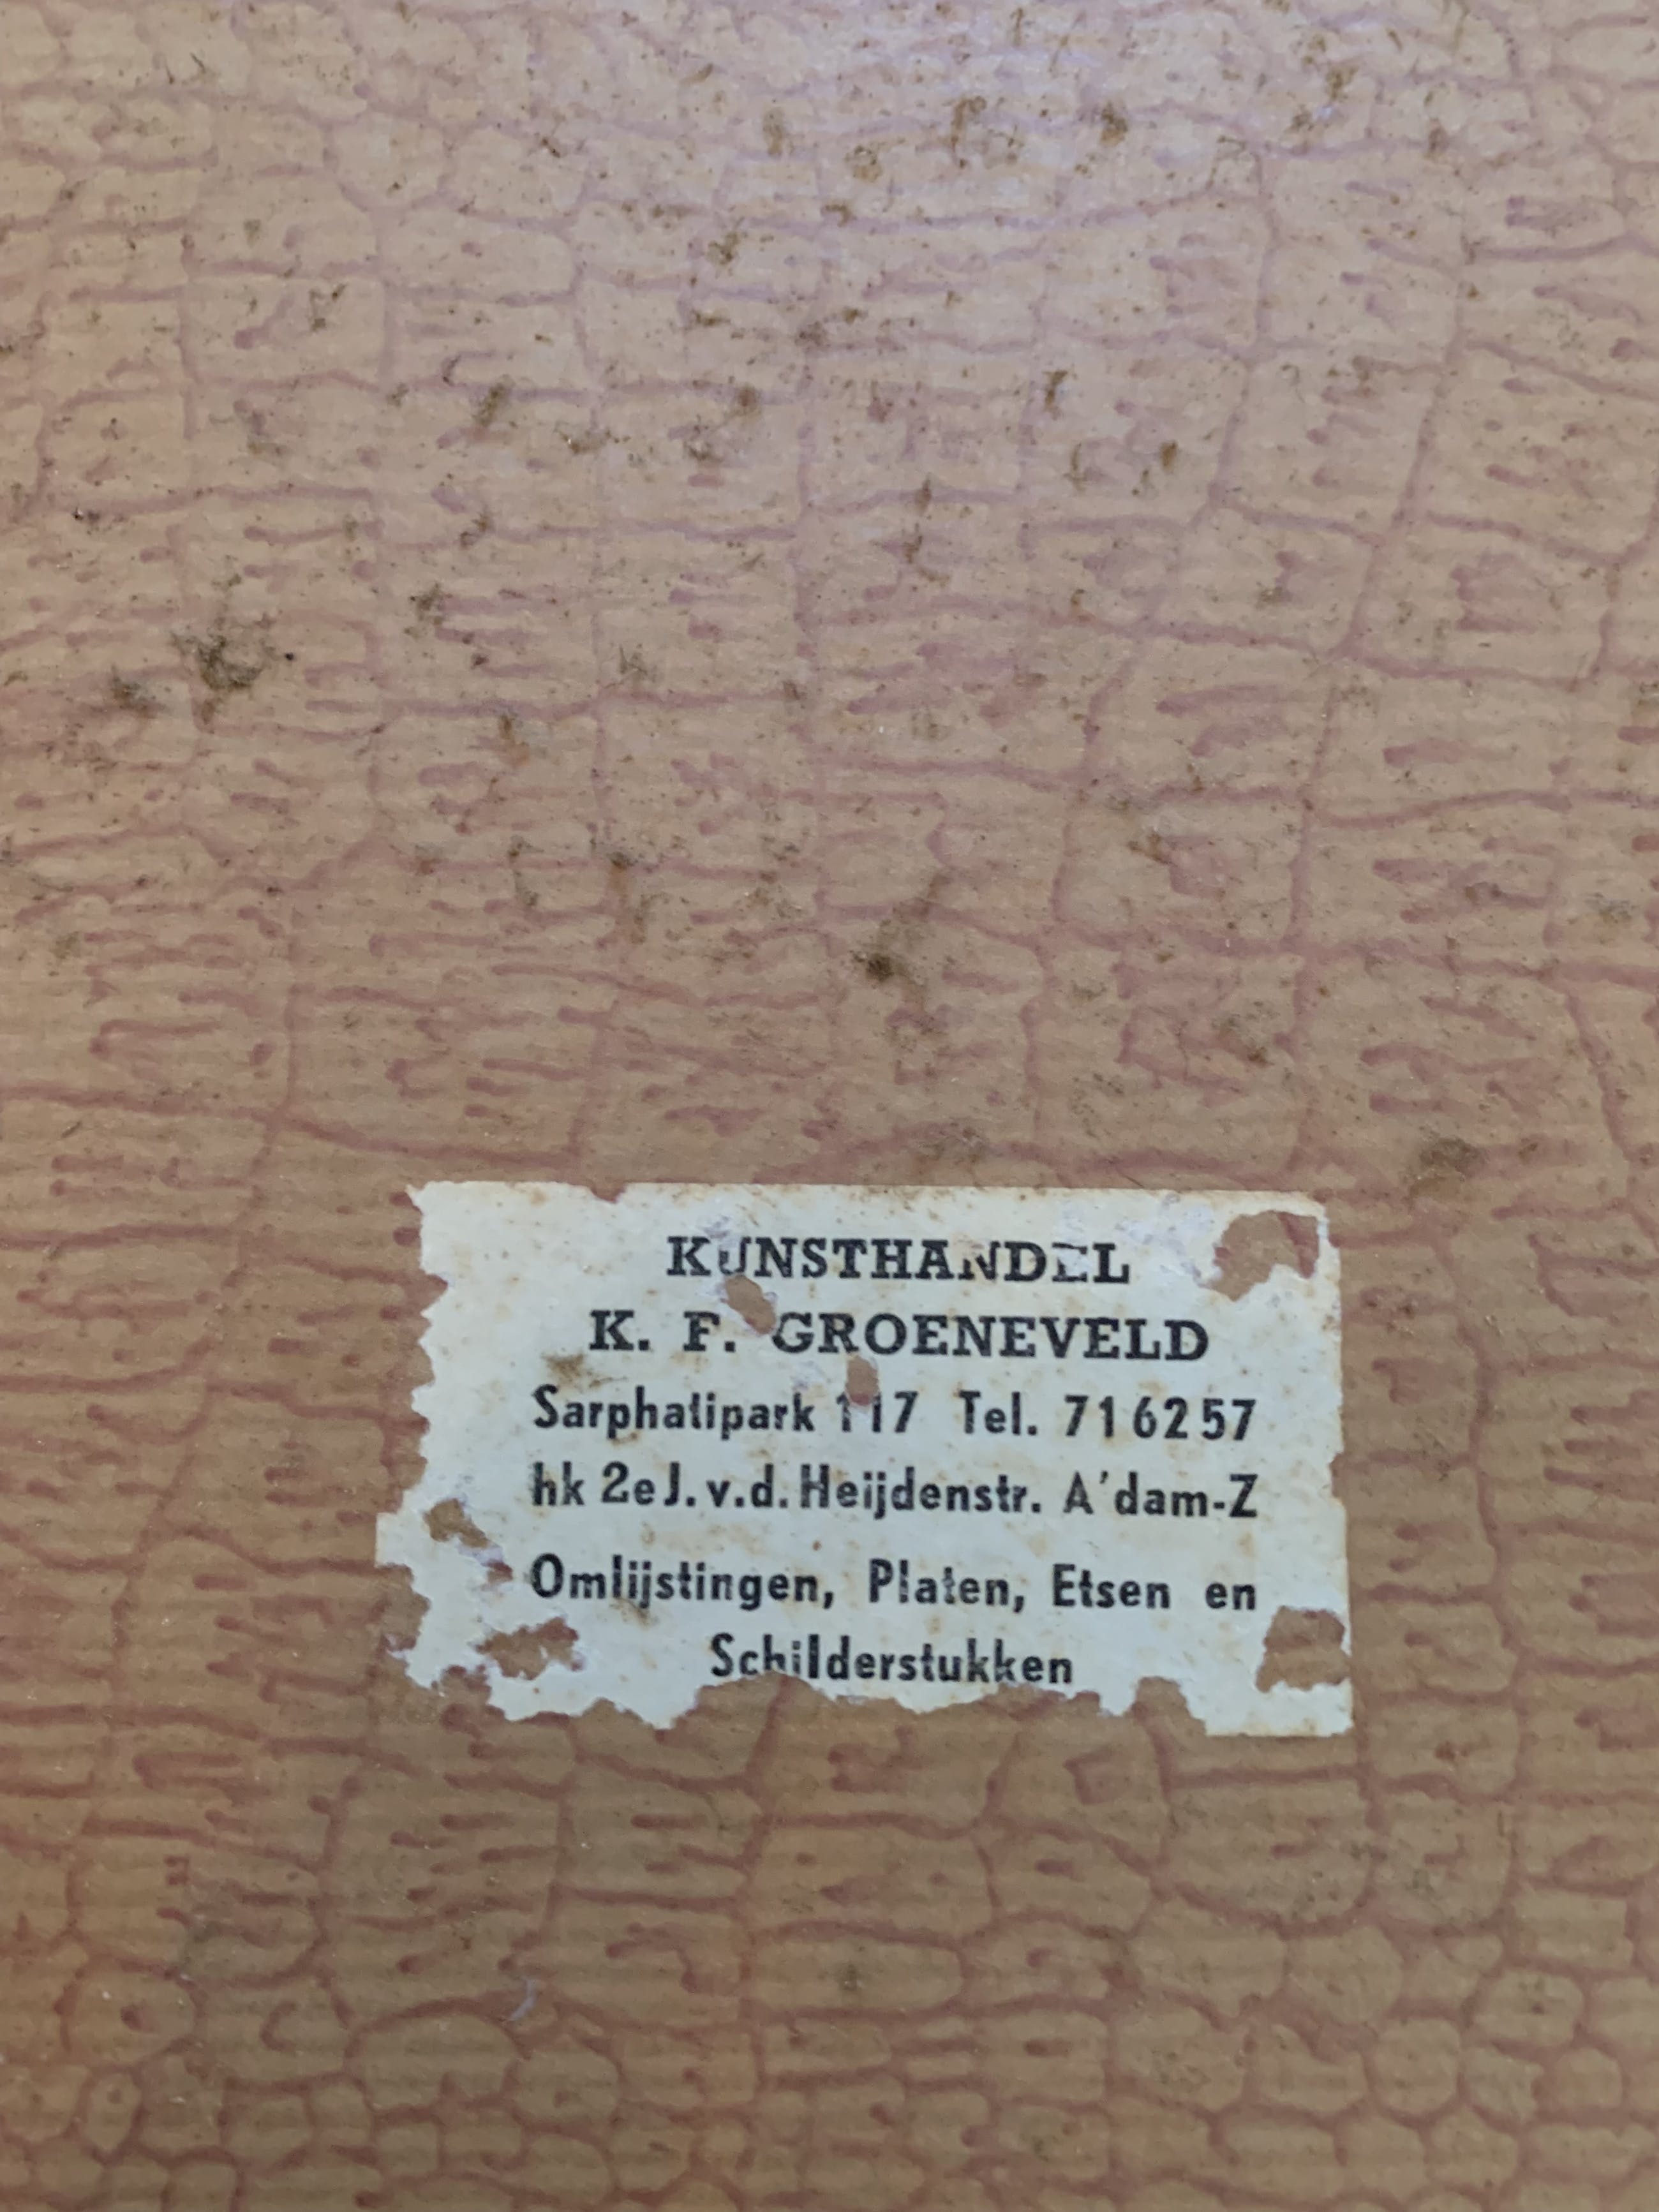 KUNSTHANDEL
K. F. GROENEVELD
Sarphatipark 117 Tel. 716257
hk 2e J. v.d. Heijdenstr. A'dam-Z
Omlijstingen, Platen, Etsen en
Schilderstukken